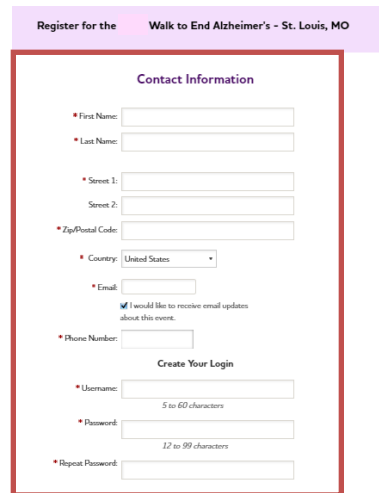 Register for the Walk to End Alzheimer's - St. Louis, MO
Contact Information
* First Name:
* Last Name:
* Street 1:
Street 2:
* Zip/Postal Code:
* Country: United States
* Email:
I would like to receive email updates
about this event.
* Phone Number:
Create Your Login
* Username:
5 to 60 characters
* Password:
12 to 99 characters
* Repeat Password: